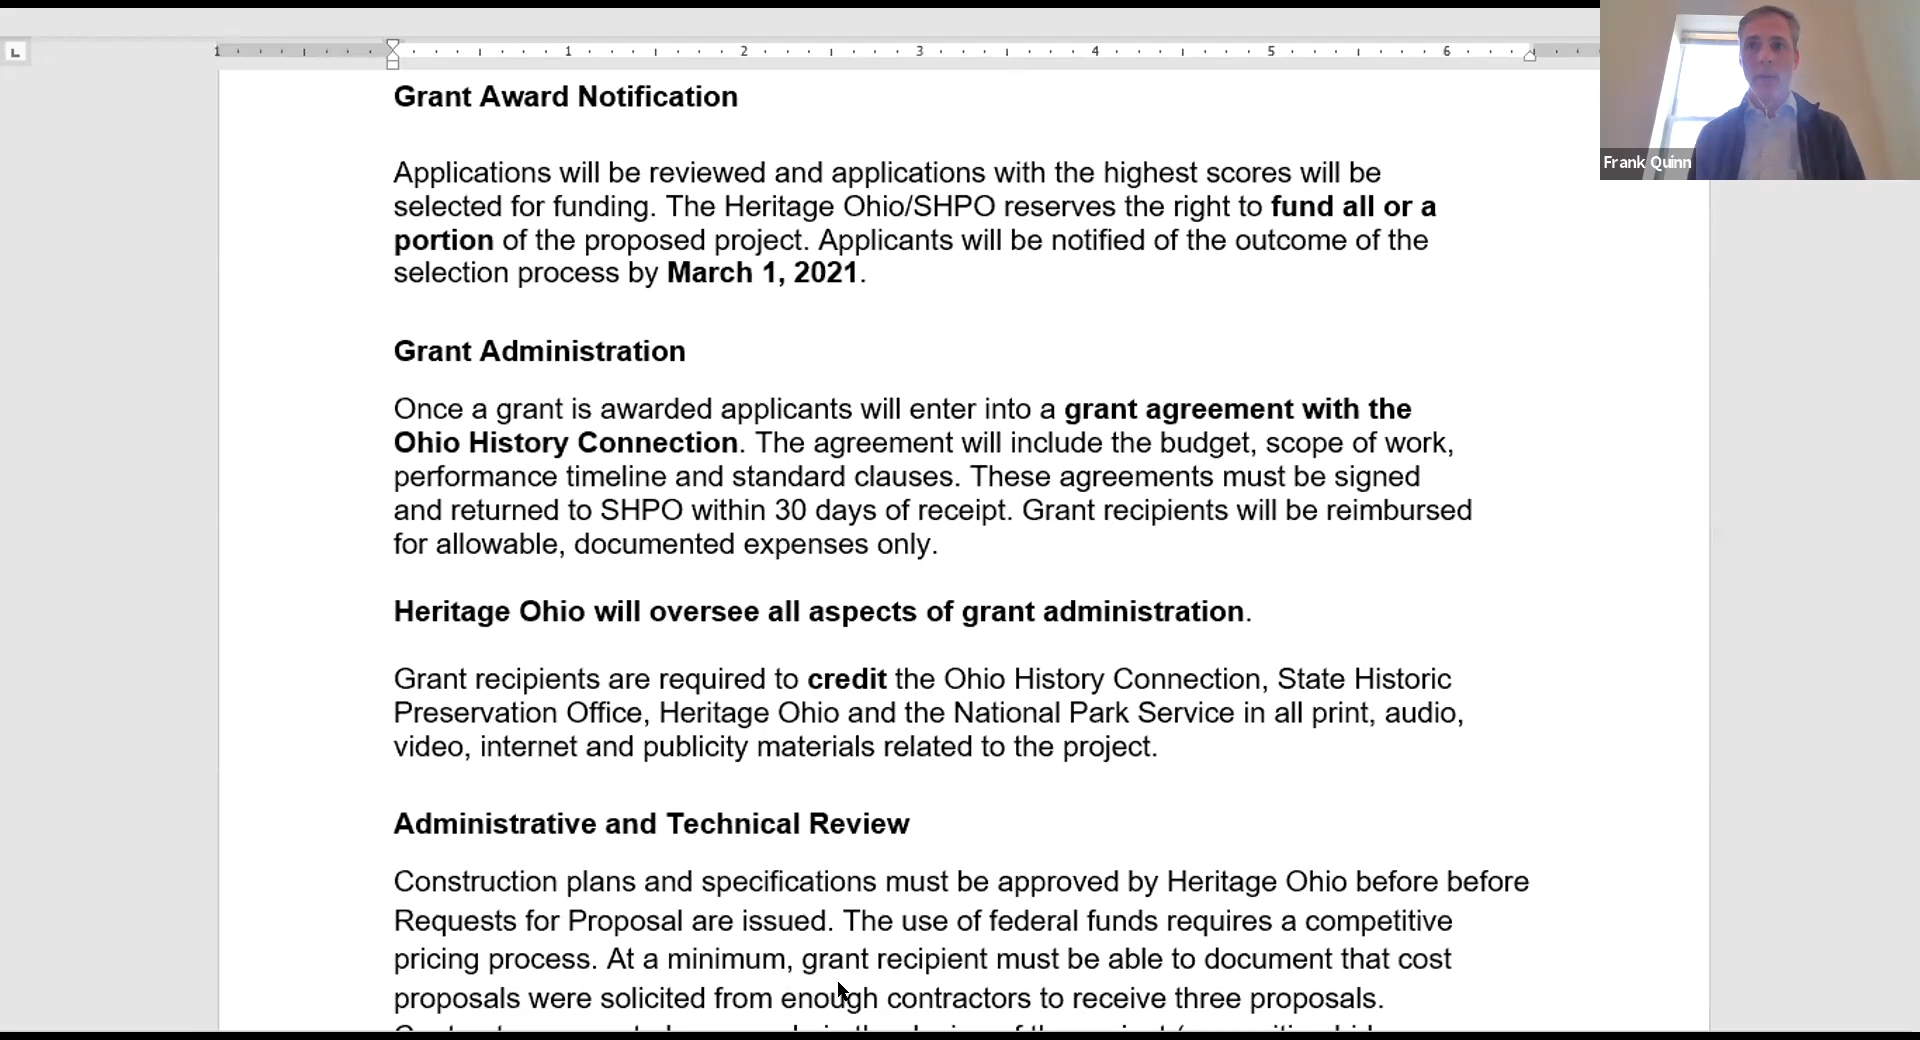 1 1 2 3 4 5 6
Frank Quinn
Grant Award Notification
Applications will be reviewed and applications with the highest scores will be
selected for funding. The Heritage Ohio/SHPO reserves the right to fund all or a
portion of the proposed project. Applicants will be notified of the outcome of the
selection process by March 1, 2021.
Grant Administration
Once a grant is awarded applicants will enter into a grant agreement with the
Ohio History Connection. The agreement will include the budget, scope of work,
performance timeline and standard clauses. These agreements must be signed
and returned to SHPO within 30 days of receipt. Grant recipients will be reimbursed
for allowable, documented expenses only.
Heritage Ohio will oversee all aspects of grant administration.
Grant recipients are required to credit the Ohio History Connection, State Historic
Preservation Office, Heritage Ohio and the National Park Service in all print, audio,
video, internet and publicity materials related to the project.
Administrative and Technical Review
Construction plans and specifications must be approved by Heritage Ohio before before
Requests for Proposal are issued. The use of federal funds requires a competitive
pricing process. At a minimum, grant recipient must be able to document that cost
proposals were solicited from enough contractors to receive three proposals.